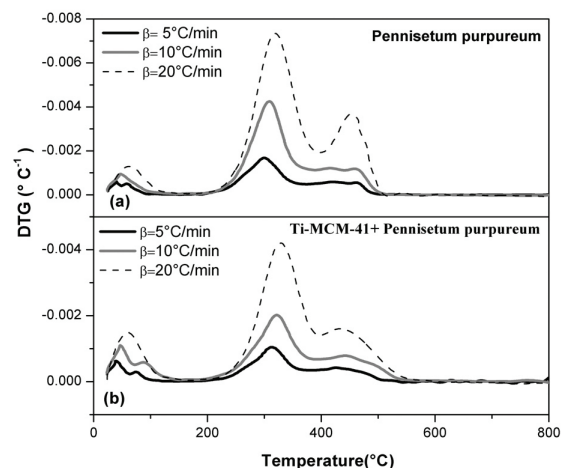 -0.008
-0.006
-0.004
-0.002
0.000
Pennisetum purpureum
β= 5°C/min
β=10°C/min
β=20°C/min
(a)
DTG (° C-1)
-0.004
-0.002
0.000
Ti-MCM-41+ Pennisetum purpureum
β=5°C/min
β=10°C/min
β=20°C/min
(b)
0 200 400 600 800
Temperature(°C)